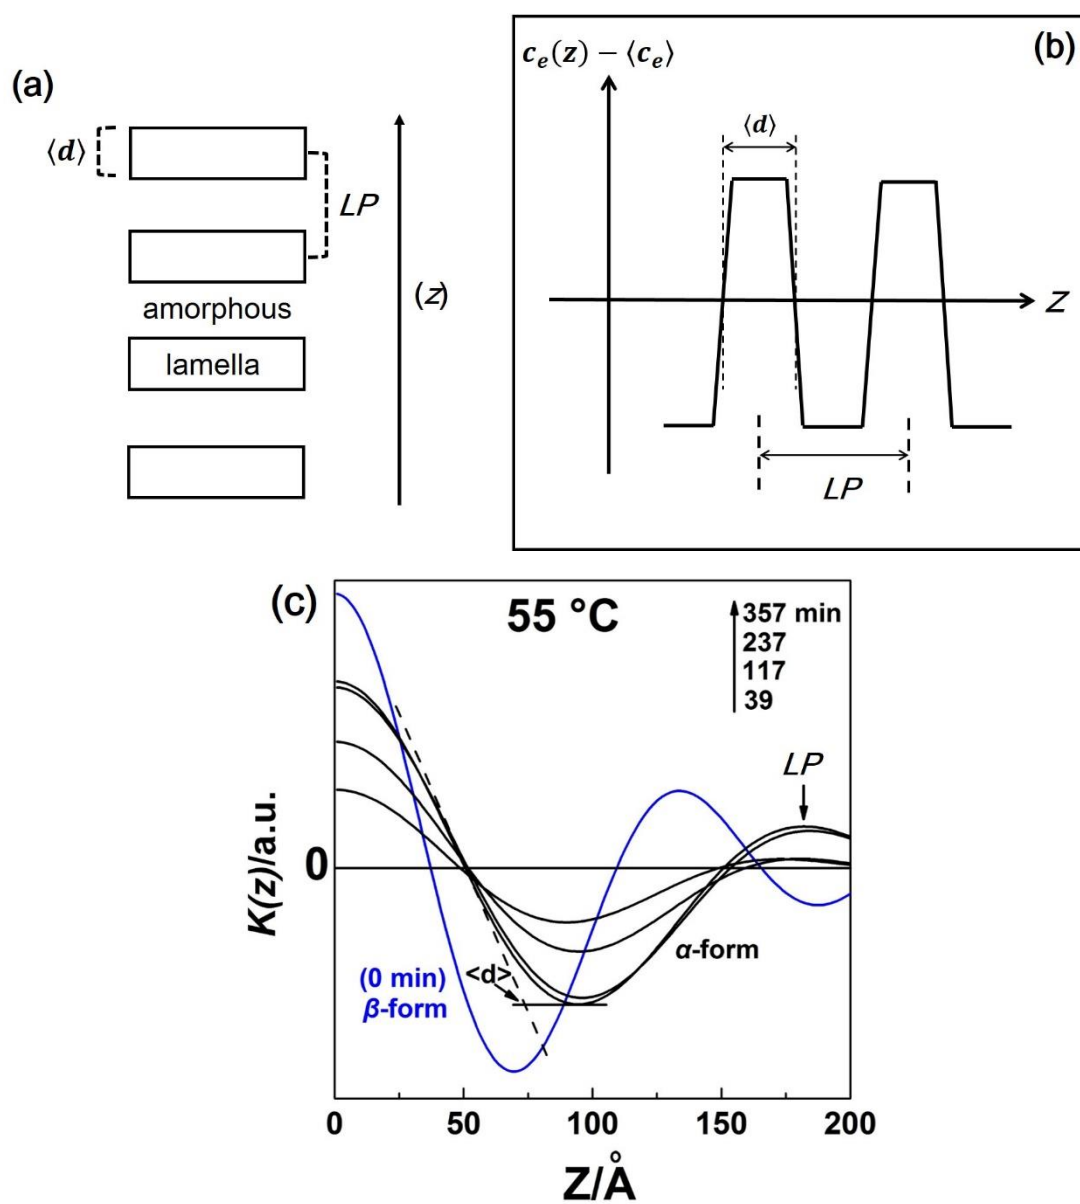 (a)
⟨d⟩
LP
amorphous
(z)
lamella
(b)
c_e(z) − ⟨c_e⟩
⟨d⟩
Z
LP
(c)
55 °C
357 min
237
117
39
LP
K(z)/a.u.
0
α-form
(0 min)
β-form
<d>
0 50 100 150 200
Z/Å